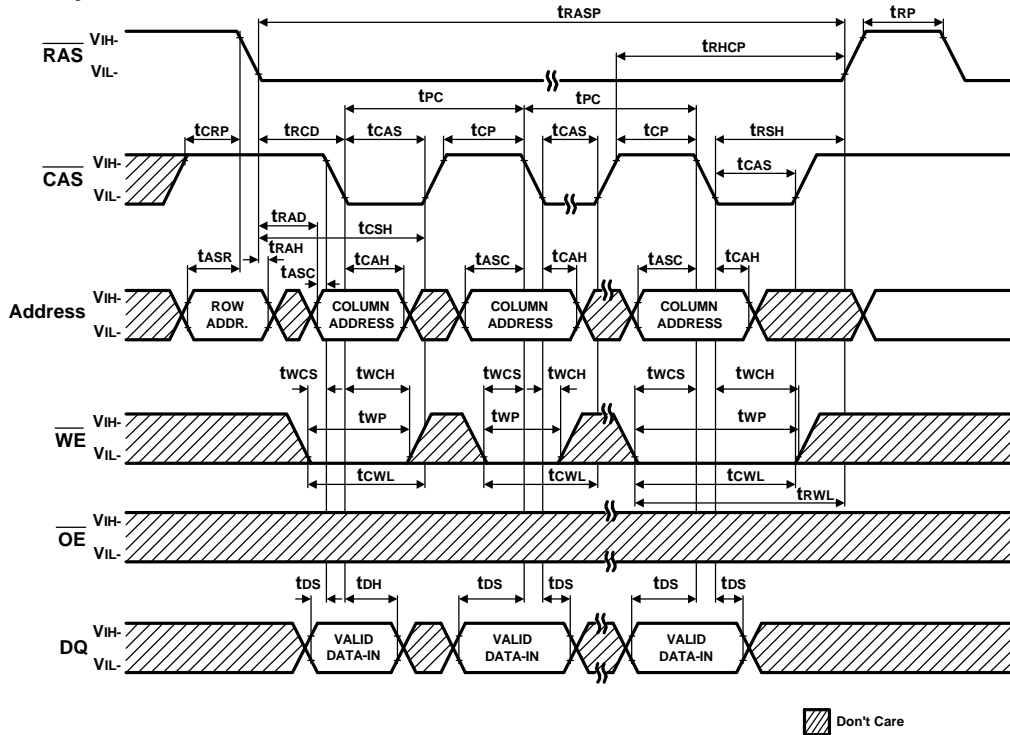 tRASP tRP
RAS VIH-
VIL-
tRHCP
tPC tPC
tCRP tRCD tCAS tCP tCAS tCP tRSH
CAS VIH-
VIL-
tCAS
tRAD
tCSH
tASR tRAH tASC tCAH tASC tCAH tASC tCAH
Address VIH-
VIL-
ROW ADDR.
COLUMN ADDRESS
COLUMN ADDRESS
COLUMN ADDRESS
tWCS tWCH tWCS tWCH tWCS tWCH
WE VIH-
VIL-
tWP tWP tWP
tCWL tCWL tCWL
tRWL
OE VIH-
VIL-
tDS tDH tDS tDS tDS tDS
DQ VIH-
VIL-
VALID DATA-IN
VALID DATA-IN
VALID DATA-IN
Don't Care